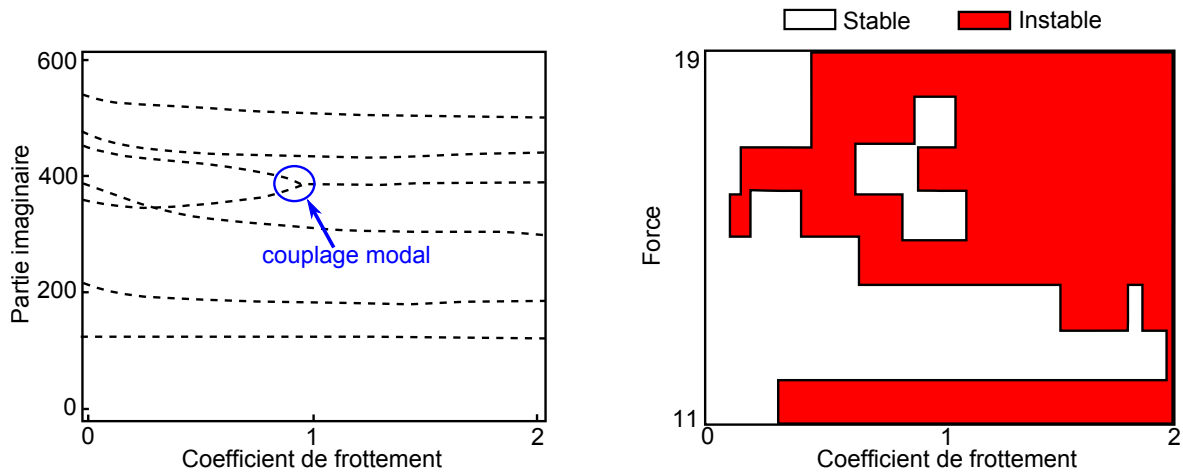 600
400
200
0
Partie imaginaire
couplage modal
0
1
2
Coefficient de frottement
Stable
Instable
19
11
Force
0
1
2
Coefficient de frottement